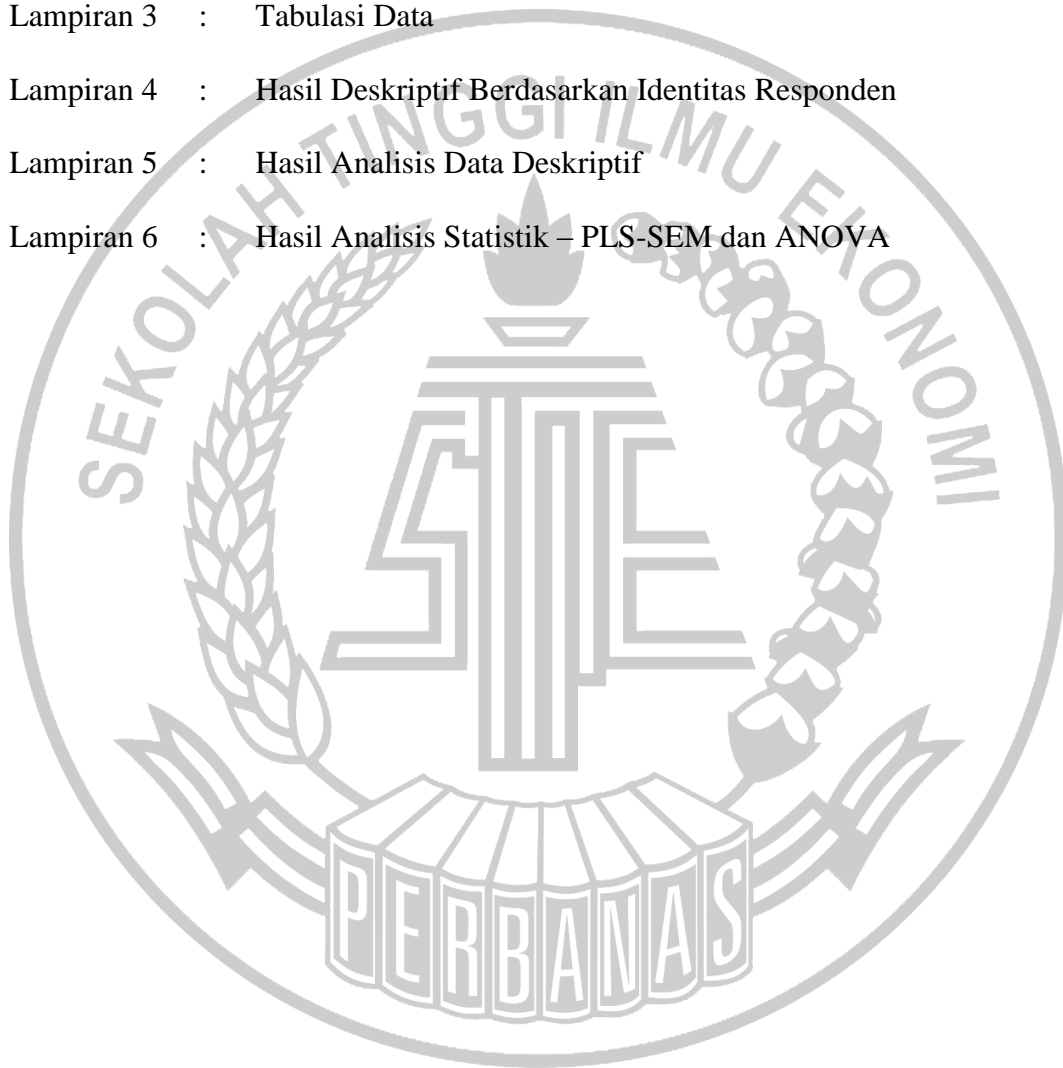 Lampiran 3 : Tabulasi Data
Lampiran 4 : Hasil Deskriptif Berdasarkan Identitas Responden
Lampiran 5 : Hasil Analisis Data Deskriptif
Lampiran 6 : Hasil Analisis Statistik – PLS-SEM dan ANOVA
SEKOLAH TINGGI ILMU EKONOMI
STIE
PERBANAS